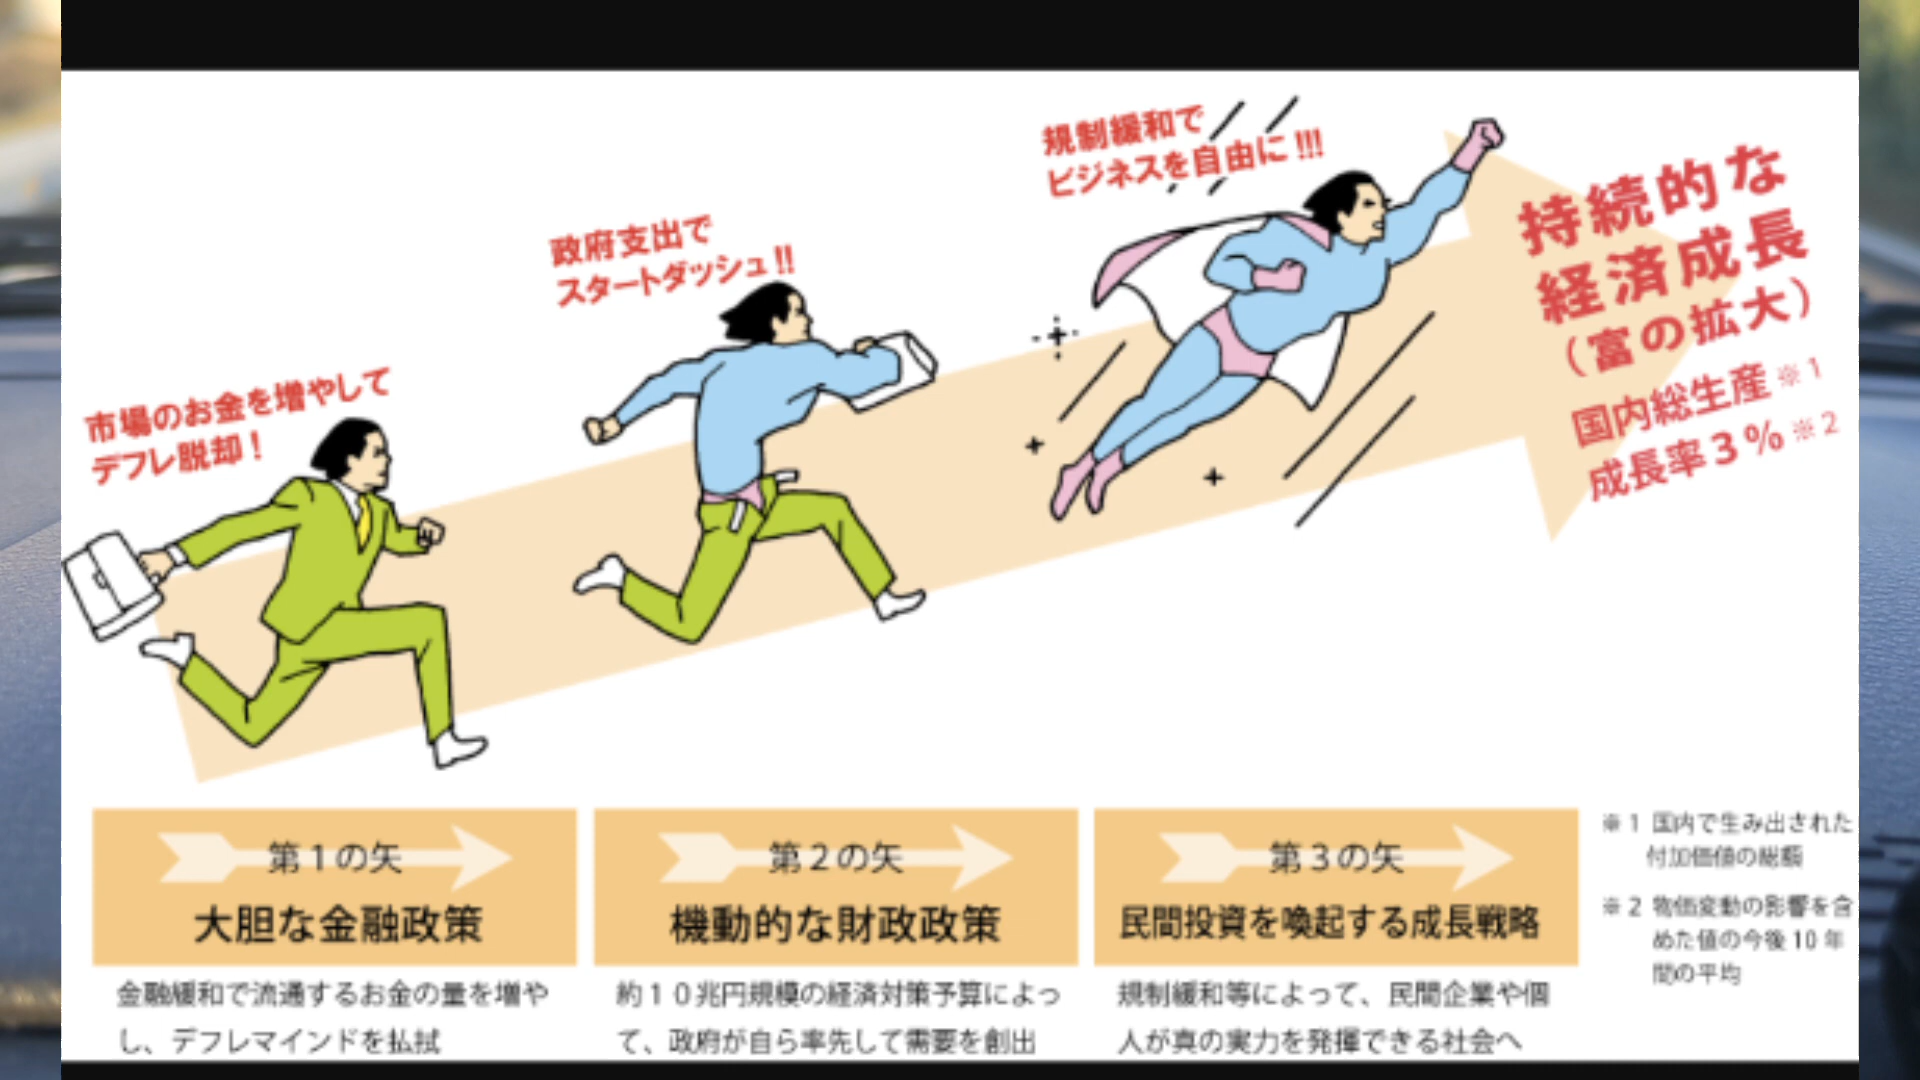 市場のお金を増やして
デフレ脱却！
政府支出で
スタートダッシュ!!
規制緩和で
ビジネスを自由に!!!
持続的な
経済成長
（富の拡大）
国内総生産※1
成長率3％※2
第1の矢
大胆な金融政策
金融緩和で流通するお金の量を増や
し、デフレマインドを払拭
第2の矢
機動的な財政政策
約10兆円規模の経済対策予算によっ
て、政府が自ら率先して需要を創出
第3の矢
民間投資を喚起する成長戦略
規制緩和等によって、民間企業や個
人が真の実力を発揮できる社会へ
※1 国内で生み出された
付加価値の総額
※2 物価変動の影響を含
めた値の今後10年
間の平均